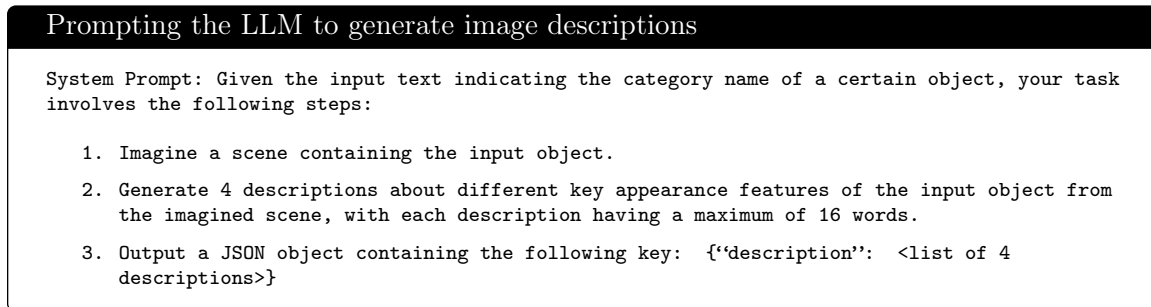 Prompting the LLM to generate image descriptions
System Prompt: Given the input text indicating the category name of a certain object, your task
involves the following steps:
1. Imagine a scene containing the input object.
2. Generate 4 descriptions about different key appearance features of the input object from
the imagined scene, with each description having a maximum of 16 words.
3. Output a JSON object containing the following key: {‘‘description’’: <list of 4
descriptions>}